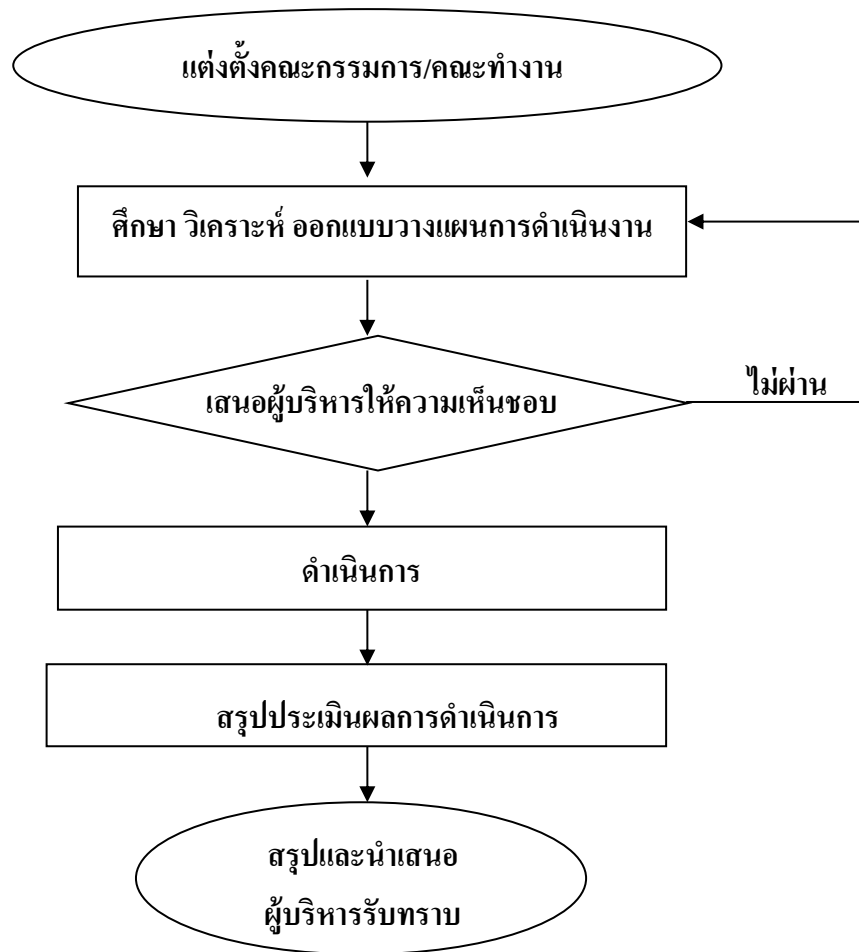 แต่งตั้งคณะกรรมการ/คณะทำงาน
ศึกษา วิเคราะห์ ออกแบบวางแผนการดำเนินงาน
เสนอผู้บริหารให้ความเห็นชอบ
ไม่ผ่าน
ดำเนินการ
สรุปประเมินผลการดำเนินการ
สรุปและนำเสนอ
ผู้บริหารรับทราบ